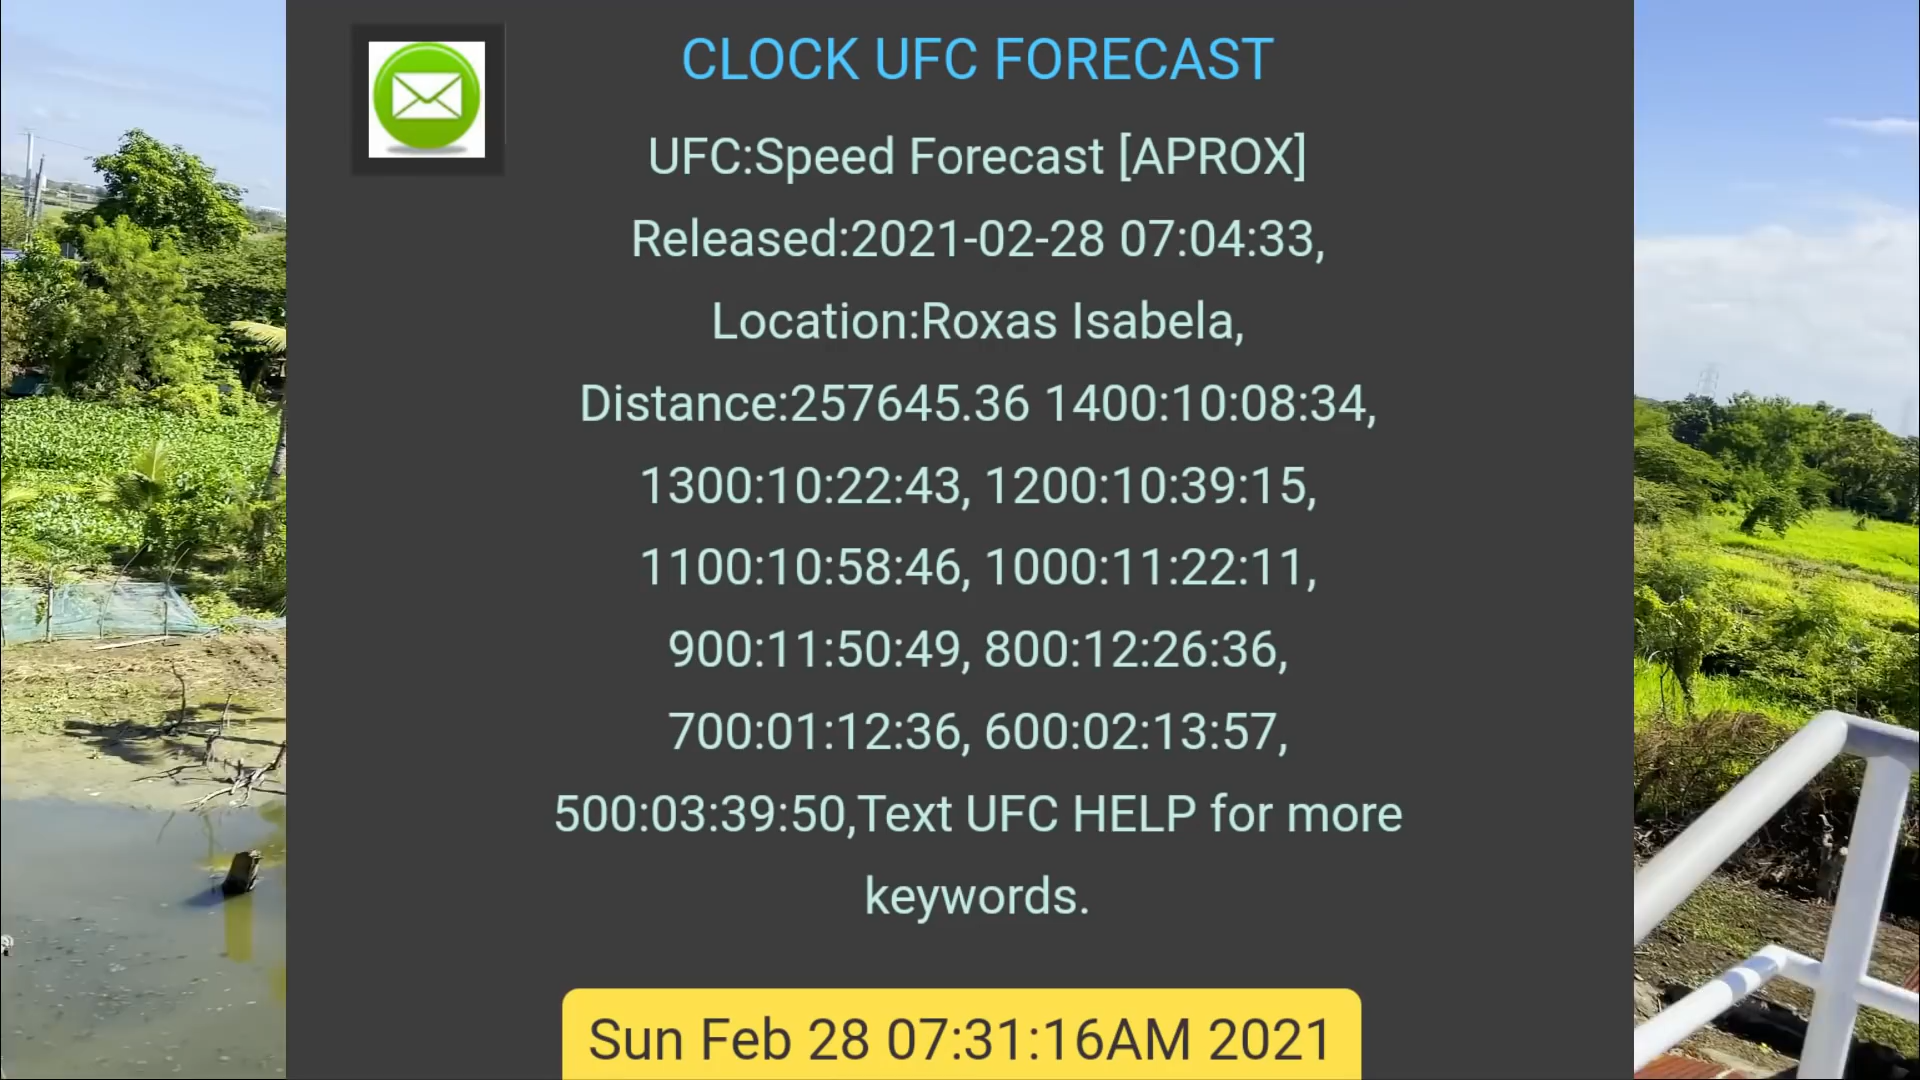 CLOCK UFC FORECAST
UFC:Speed Forecast [APROX]
Released:2021-02-28 07:04:33,
Location:Roxas Isabela,
Distance:257645.36 1400:10:08:34,
1300:10:22:43, 1200:10:39:15,
1100:10:58:46, 1000:11:22:11,
900:11:50:49, 800:12:26:36,
700:01:12:36, 600:02:13:57,
500:03:39:50,Text UFC HELP for more
keywords.
Sun Feb 28 07:31:16AM 2021